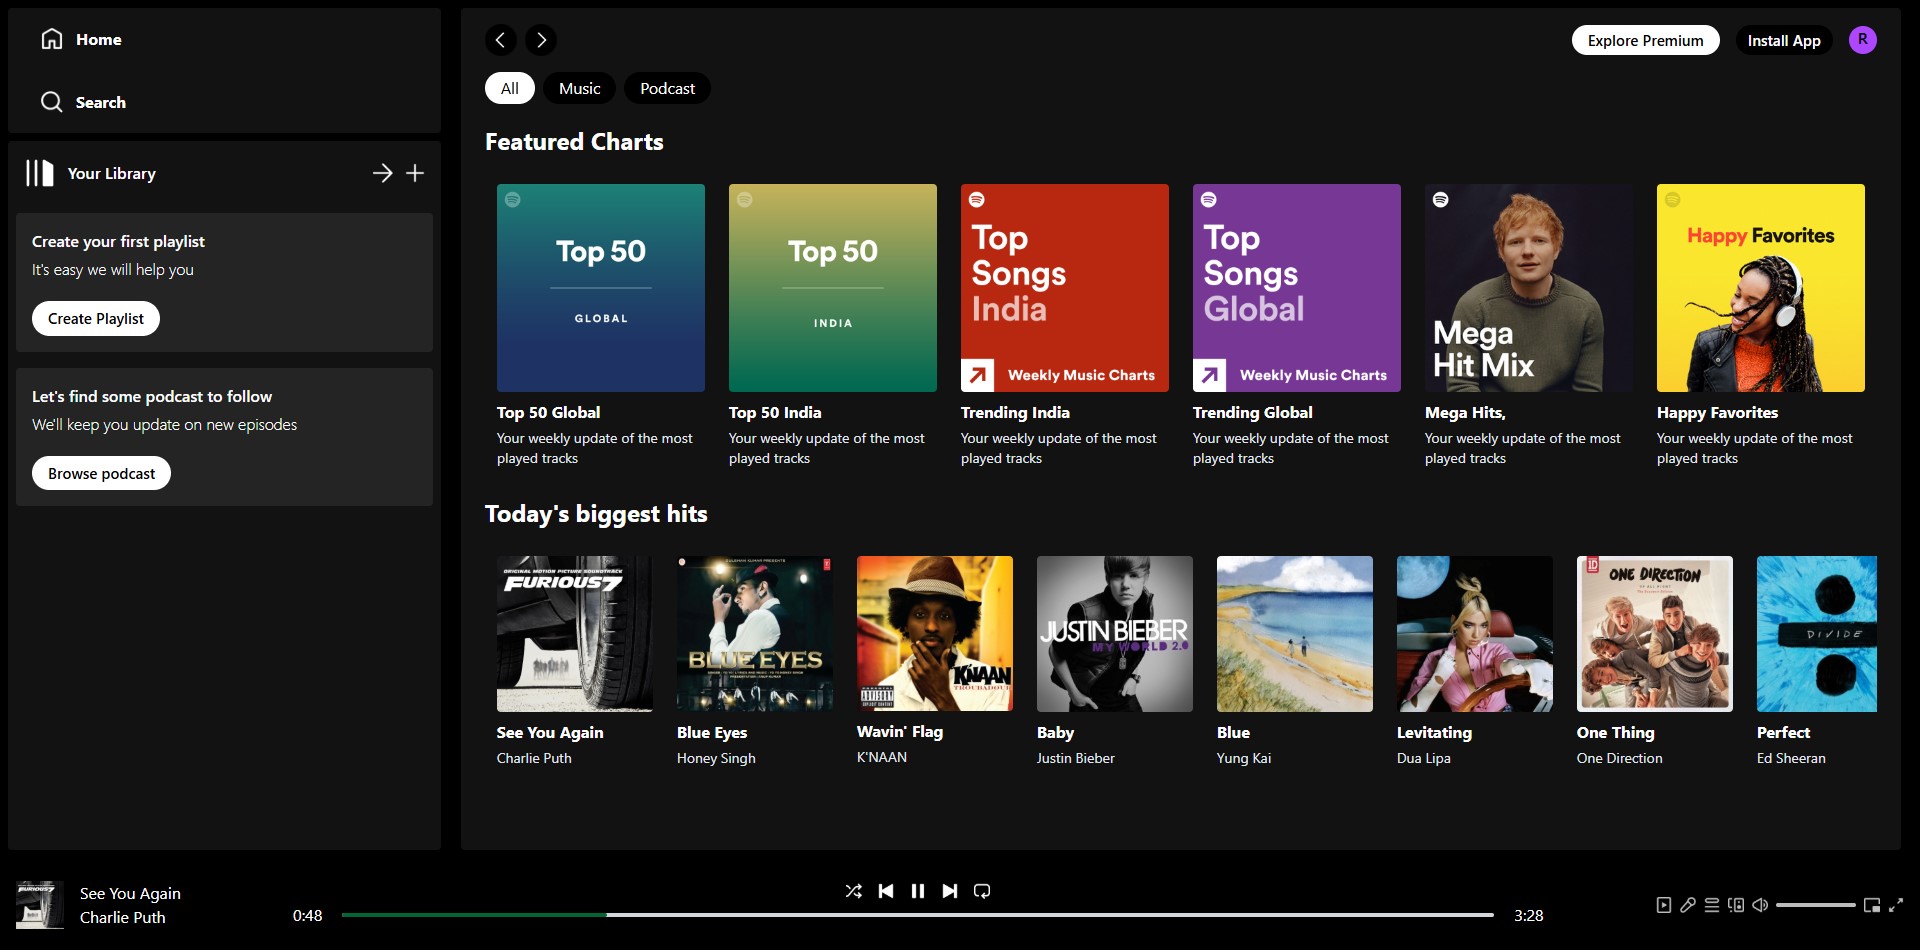 Home
Search
Your Library
Create your first playlist
It's easy we will help you
Create Playlist
Let's find some podcast to follow
We'll keep you update on new episodes
Browse podcast
Explore Premium
Install App
R
All
Music
Podcast
Featured Charts
Top 50
GLOBAL
Top 50 Global
Your weekly update of the most
played tracks
Top 50
INDIA
Top 50 India
Your weekly update of the most
played tracks
Top
Songs
India
Weekly Music Charts
Trending India
Your weekly update of the most
played tracks
Top
Songs
Global
Weekly Music Charts
Trending Global
Your weekly update of the most
played tracks
Mega
Hit Mix
Mega Hits,
Your weekly update of the most
played tracks
Happy Favorites
Happy Favorites
Your weekly update of the most
played tracks
Today's biggest hits
ORIGINAL MOTION PICTURE SOUNDTRACK
FURIOUS 7
See You Again
Charlie Puth
BLUE EYES
Blue Eyes
Honey Singh
K'NAAN
TROUBADOUR
Wavin' Flag
K'NAAN
JUSTIN BIEBER
MY WORLD 2.0
Baby
Justin Bieber
Blue
Yung Kai
Levitating
Dua Lipa
1D
ONE DIRECTION
One Thing
One Direction
DIVIDE
Perfect
Ed Sheeran
FURIOUS 7
See You Again
Charlie Puth
0:48
3:28